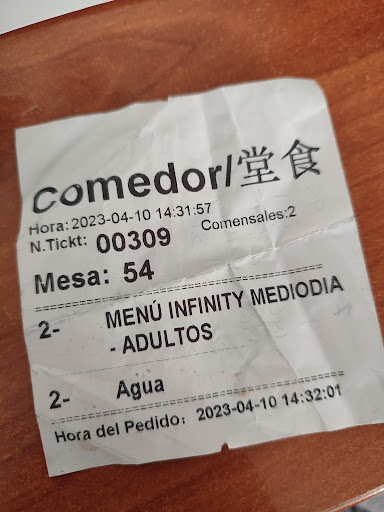 Comedor/堂食
Hora: 2023-04-10 14:31:57
N.Tickt: 00309 Comensales:2
Mesa: 54
2- MENÚ INFINITY MEDIODIA
- ADULTOS
2- Agua
Hora del Pedido: 2023-04-10 14:32:01